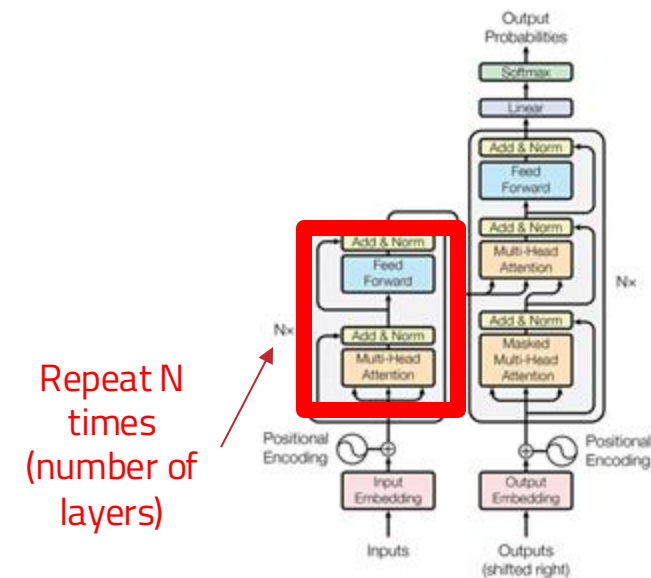 Output
Probabilities
Softmax
Linear
Add & Norm
Feed
Forward
Add & Norm
Multi-Head
Attention
Nx
Add & Norm
Masked
Multi-Head
Attention
Positional
Encoding
Output
Embedding
Outputs
(shifted right)
Add & Norm
Feed
Forward
Nx
Add & Norm
Multi-Head
Attention
Positional
Encoding
Input
Embedding
Inputs
Repeat N
times
(number of
layers)